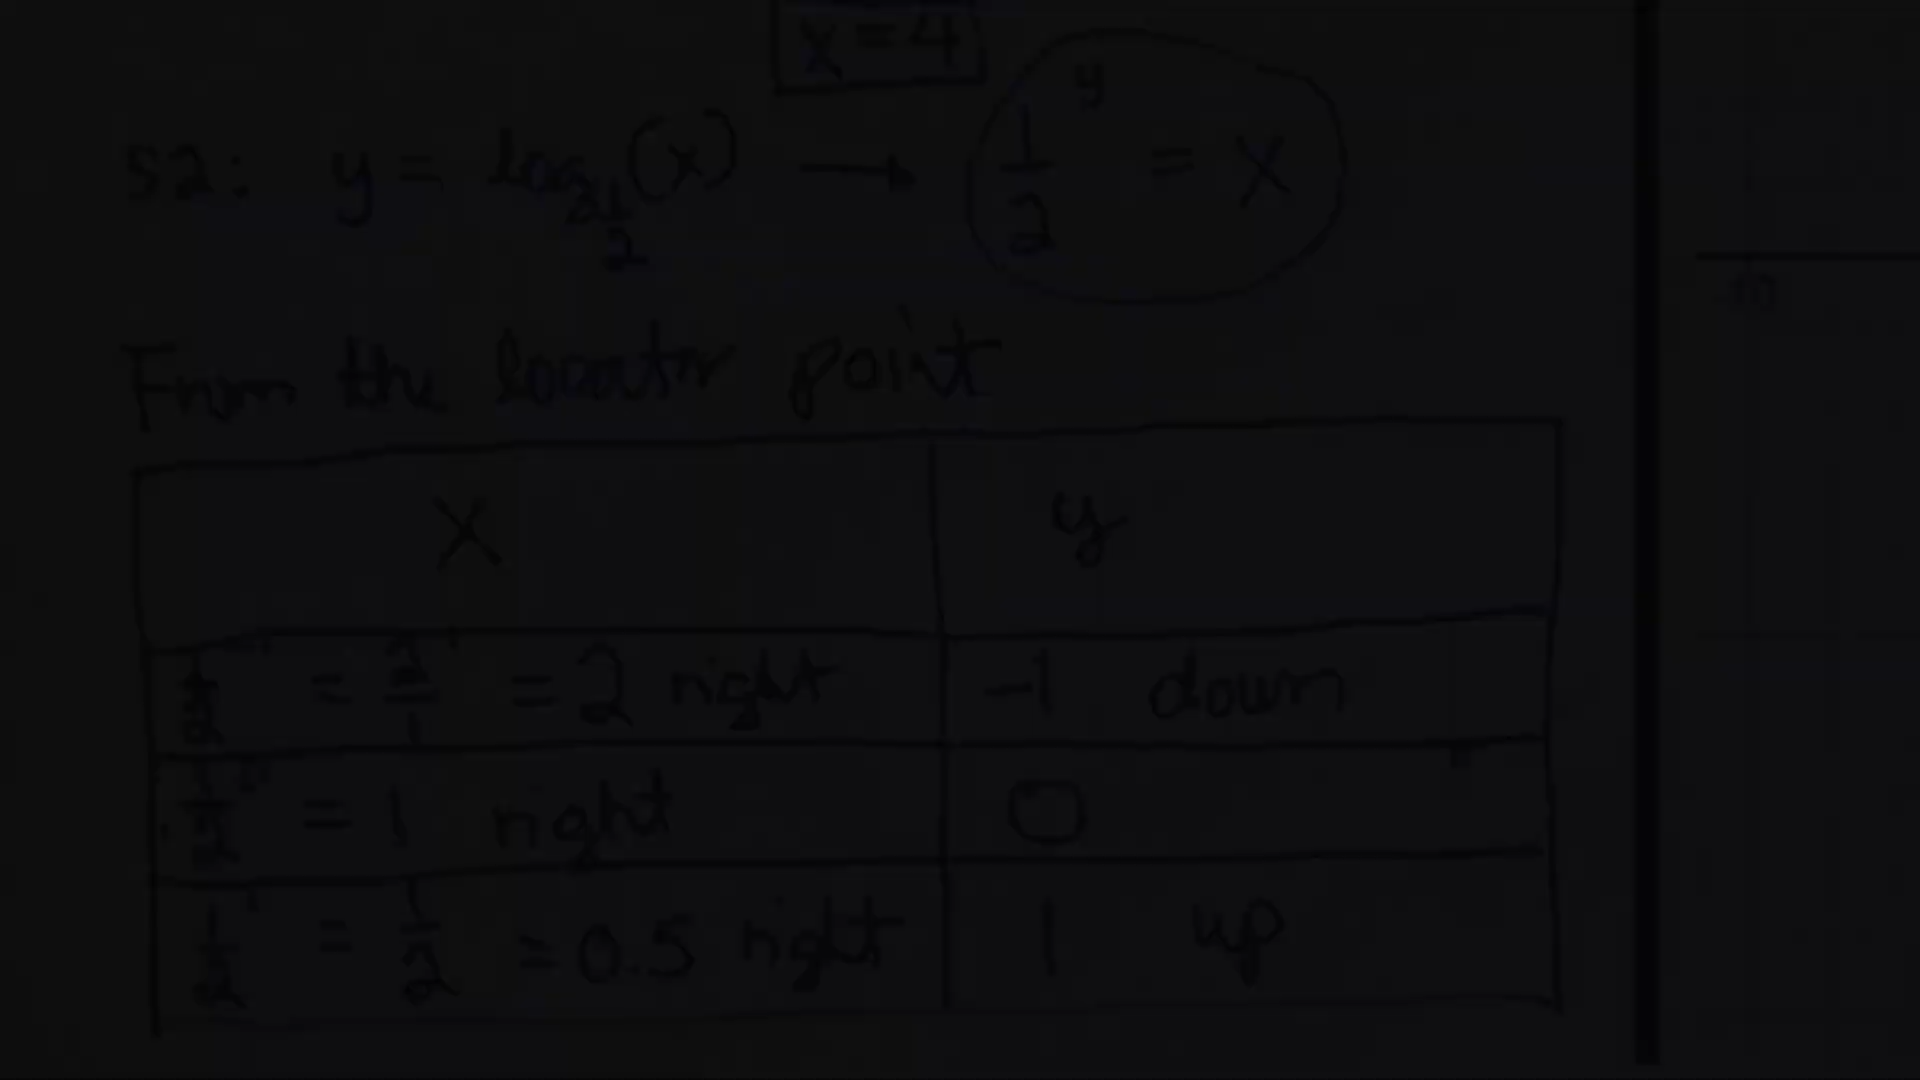 x = 4
S2: y = log_{1/2}(x) → (1/2)^y = x
From the locator point
x y
(1/2)^{-1} = 2^1/1 = 2 right -1 down
(1/2)^0 = 1 right 0
(1/2)^1 = 1/2 = 0.5 right 1 up